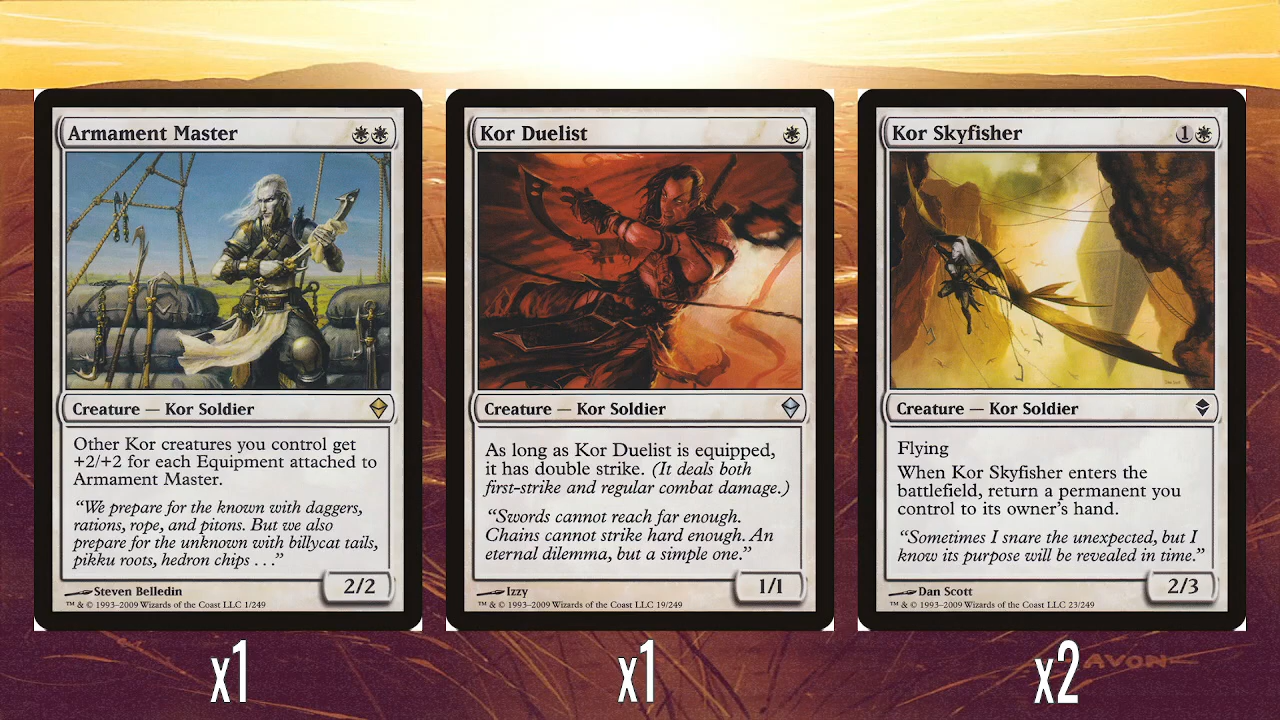 Armament Master
Creature — Kor Soldier
Other Kor creatures you control get
+2/+2 for each Equipment attached to
Armament Master.
“We prepare for the known with daggers,
rations, rope, and pitons. But we also
prepare for the unknown with billycat tails,
pikku roots, hedron chips . . .”
2/2
Steven Belledin
™ & © 1993–2009 Wizards of the Coast LLC 1/249
x1
Kor Duelist
Creature — Kor Soldier
As long as Kor Duelist is equipped,
it has double strike. (It deals both
first-strike and regular combat damage.)
“Swords cannot reach far enough.
Chains cannot strike hard enough. An
eternal dilemma, but a simple one.”
1/1
Izzy
™ & © 1993–2009 Wizards of the Coast LLC 19/249
x1
Kor Skyfisher 1
Creature — Kor Soldier
Flying
When Kor Skyfisher enters the
battlefield, return a permanent you
control to its owner’s hand.
“Sometimes I snare the unexpected, but I
know its purpose will be revealed in time.”
2/3
Dan Scott
™ & © 1993–2009 Wizards of the Coast LLC 23/249
x2
AVON